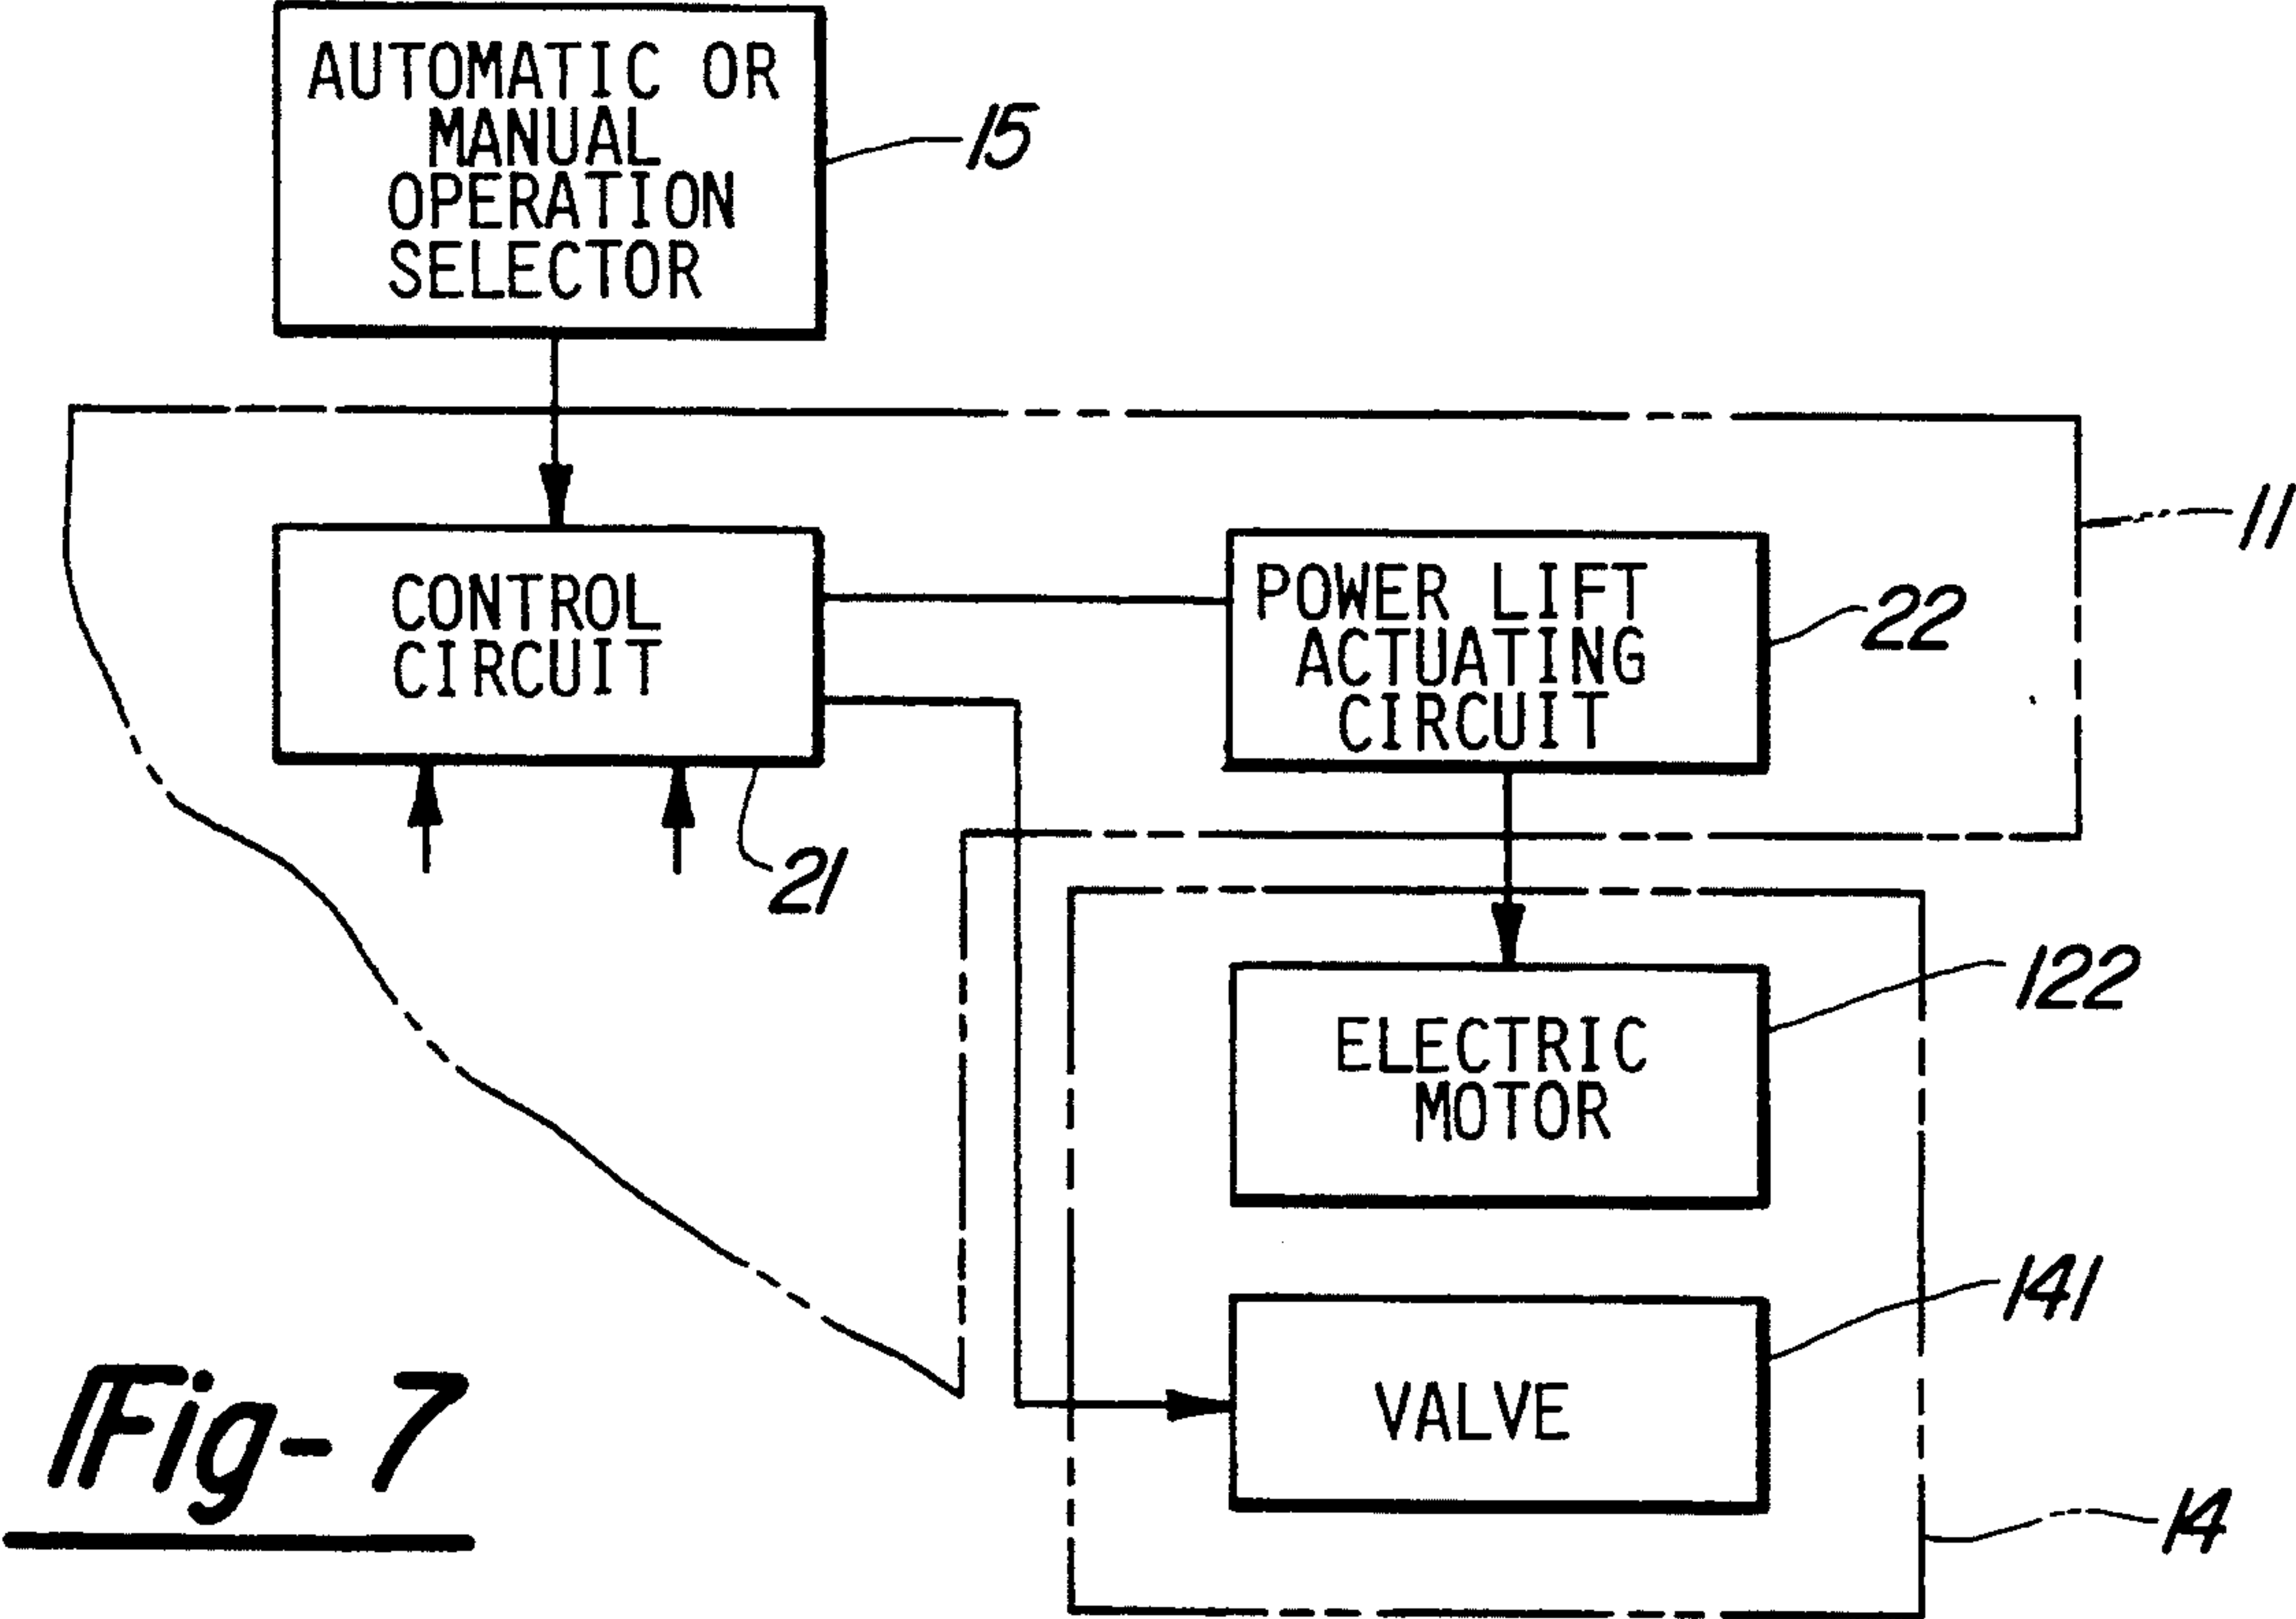 AUTOMATIC OR
MANUAL
OPERATION
SELECTOR
15
11
CONTROL
CIRCUIT
POWER LIFT
ACTUATING
CIRCUIT
22
21
122
ELECTRIC
MOTOR
141
VALVE
Fig-7
14